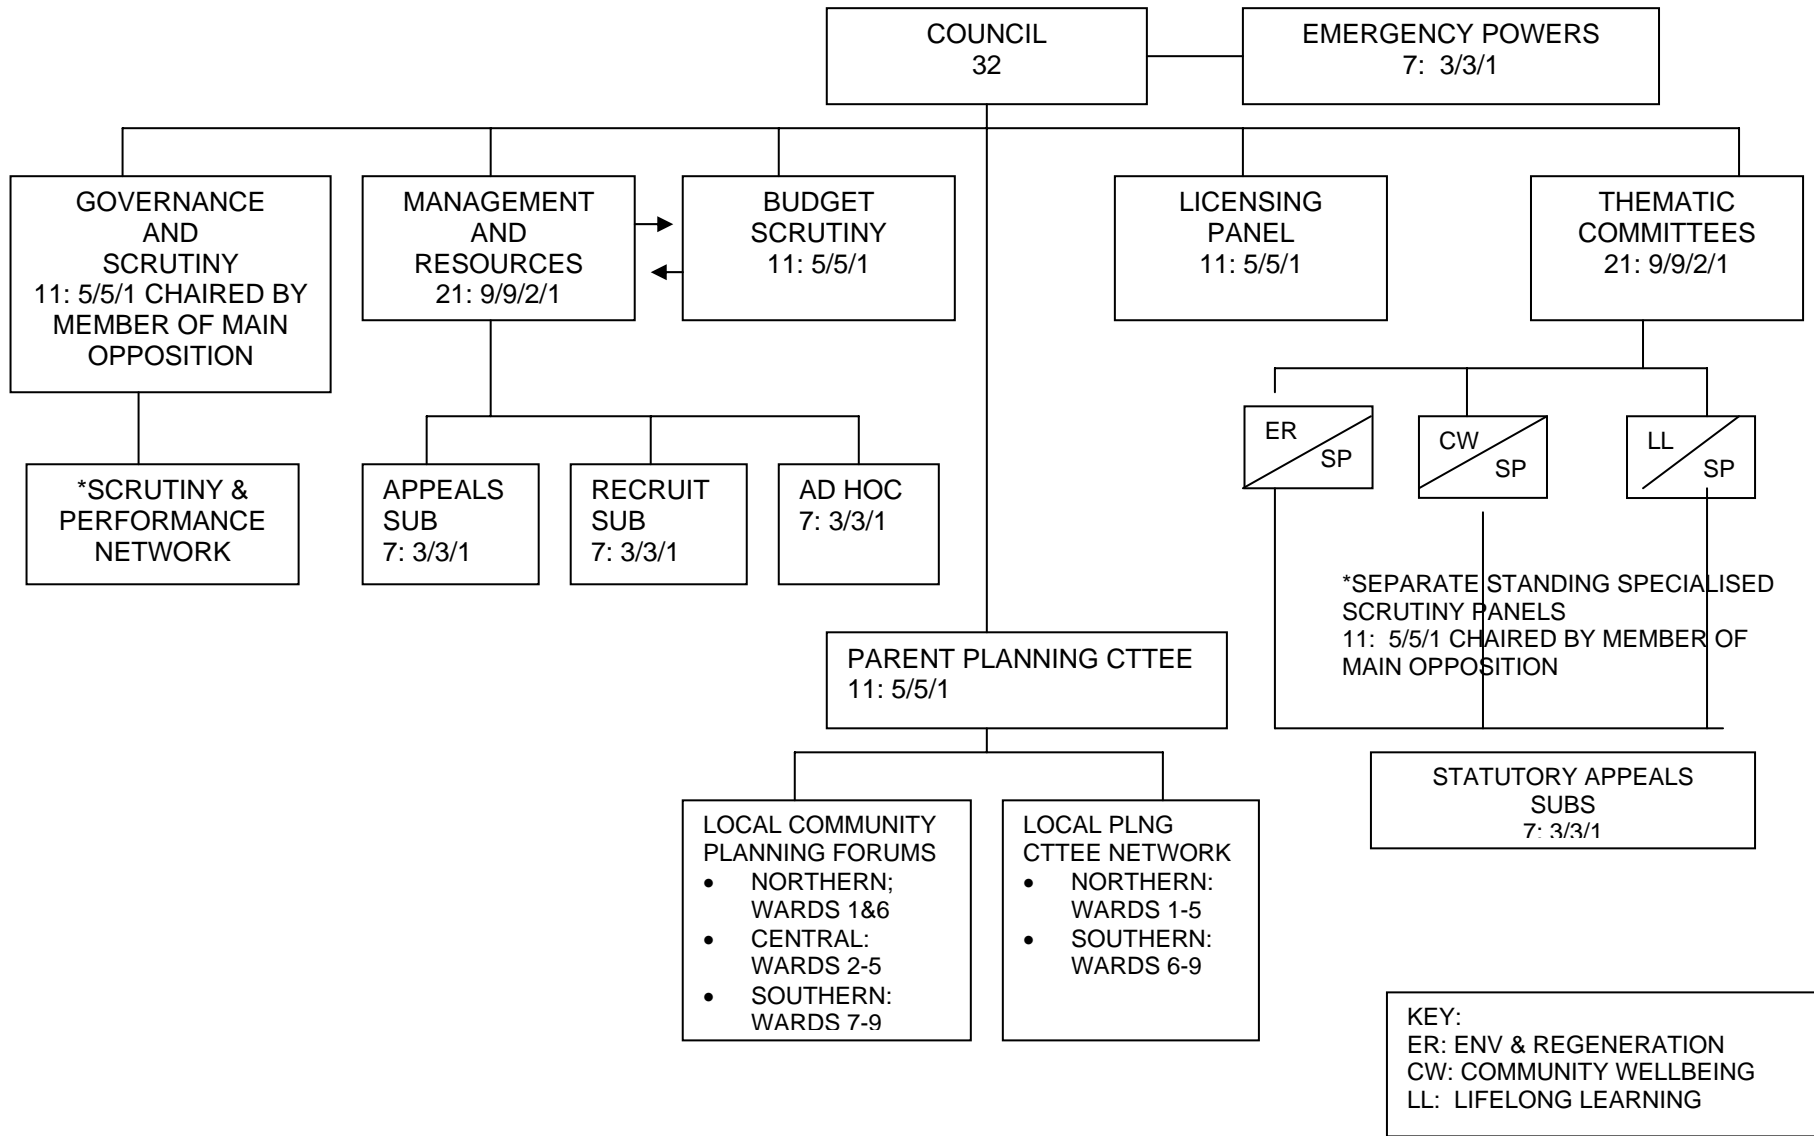 COUNCIL
32
EMERGENCY POWERS
7:  3/3/1
GOVERNANCE
AND
SCRUTINY
11: 5/5/1 CHAIRED BY
MEMBER OF MAIN
OPPOSITION
MANAGEMENT
AND
RESOURCES
21: 9/9/2/1
BUDGET
SCRUTINY
11: 5/5/1
LICENSING
PANEL
11: 5/5/1
THEMATIC
COMMITTEES
21: 9/9/2/1
ER
SP
CW
SP
LL
SP
*SCRUTINY &
PERFORMANCE
NETWORK
APPEALS
SUB
7: 3/3/1
RECRUIT
SUB
7: 3/3/1
AD HOC
7: 3/3/1
*SEPARATE STANDING SPECIALISED
SCRUTINY PANELS
11:  5/5/1 CHAIRED BY MEMBER OF
MAIN OPPOSITION
PARENT PLANNING CTTEE
11: 5/5/1
STATUTORY APPEALS
SUBS
7: 3/3/1
LOCAL COMMUNITY
PLANNING FORUMS
• NORTHERN;
WARDS 1&6
• CENTRAL:
WARDS 2-5
• SOUTHERN:
WARDS 7-9
LOCAL PLNG
CTTEE NETWORK
• NORTHERN:
WARDS 1-5
• SOUTHERN:
WARDS 6-9
KEY:
ER: ENV & REGENERATION
CW: COMMUNITY WELLBEING
LL:  LIFELONG LEARNING